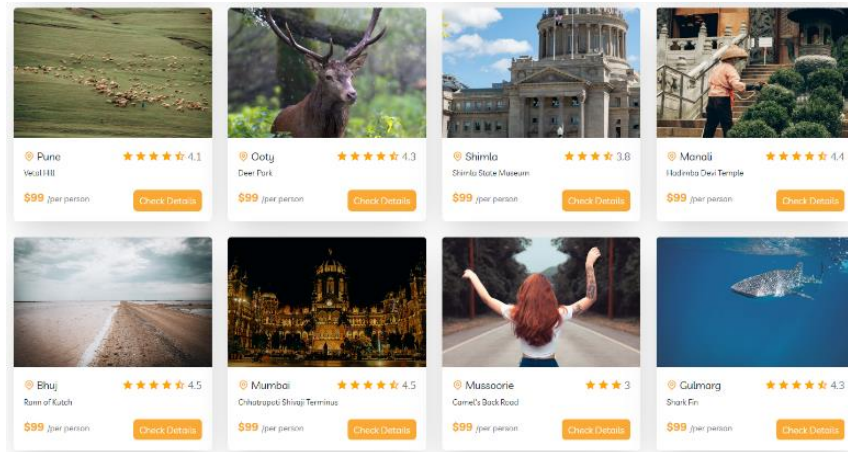 Pune 4.1
Vetal Hill
$99 /per person Check Details
Ooty 4.3
Deer Park
$99 /per person Check Details
Shimla 3.8
Shimla State Museum
$99 /per person Check Details
Manali 4.4
Hadimba Devi Temple
$99 /per person Check Details
Bhuj 4.5
Rann of Kutch
$99 /per person Check Details
Mumbai 4.5
Chhatrapati Shivaji Terminus
$99 /per person Check Details
Mussoorie 3
Camel's Back Road
$99 /per person Check Details
Gulmarg 4.3
Shark Fin
$99 /per person Check Details